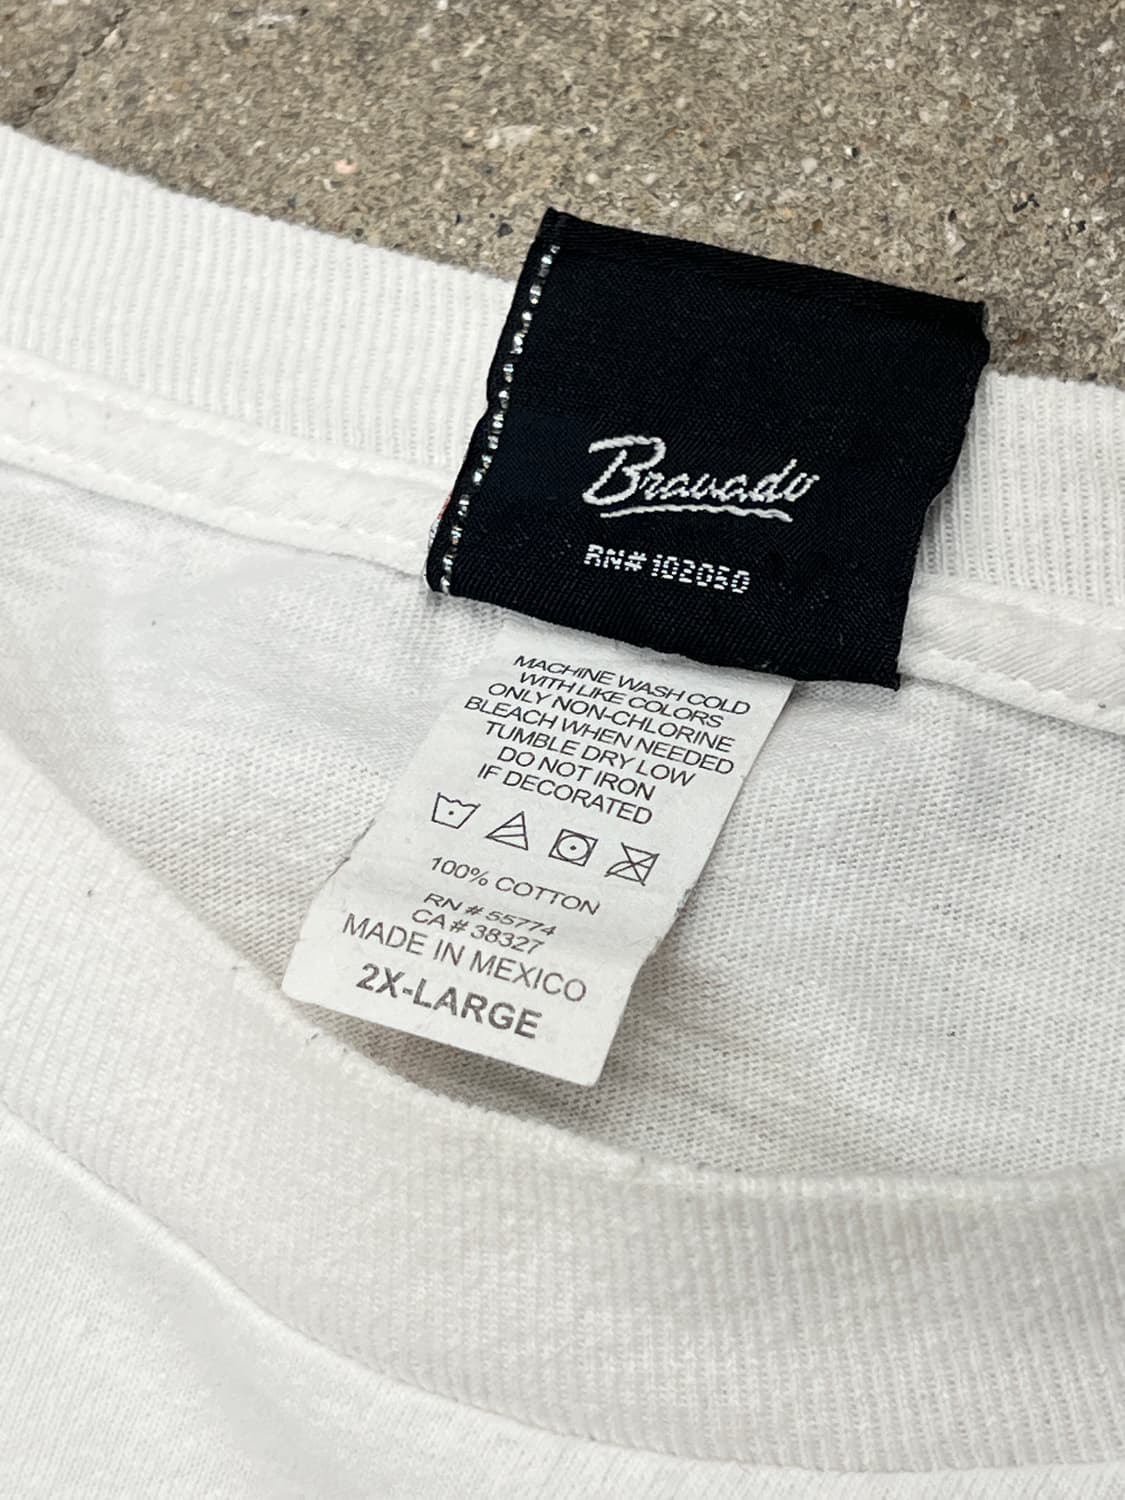 Bravado
RN# 102050
MACHINE WASH COLD
WITH LIKE COLORS
ONLY NON-CHLORINE
BLEACH WHEN NEEDED
TUMBLE DRY LOW
DO NOT IRON
IF DECORATED
100% COTTON
RN # 55774
CA # 38327
MADE IN MEXICO
2X-LARGE